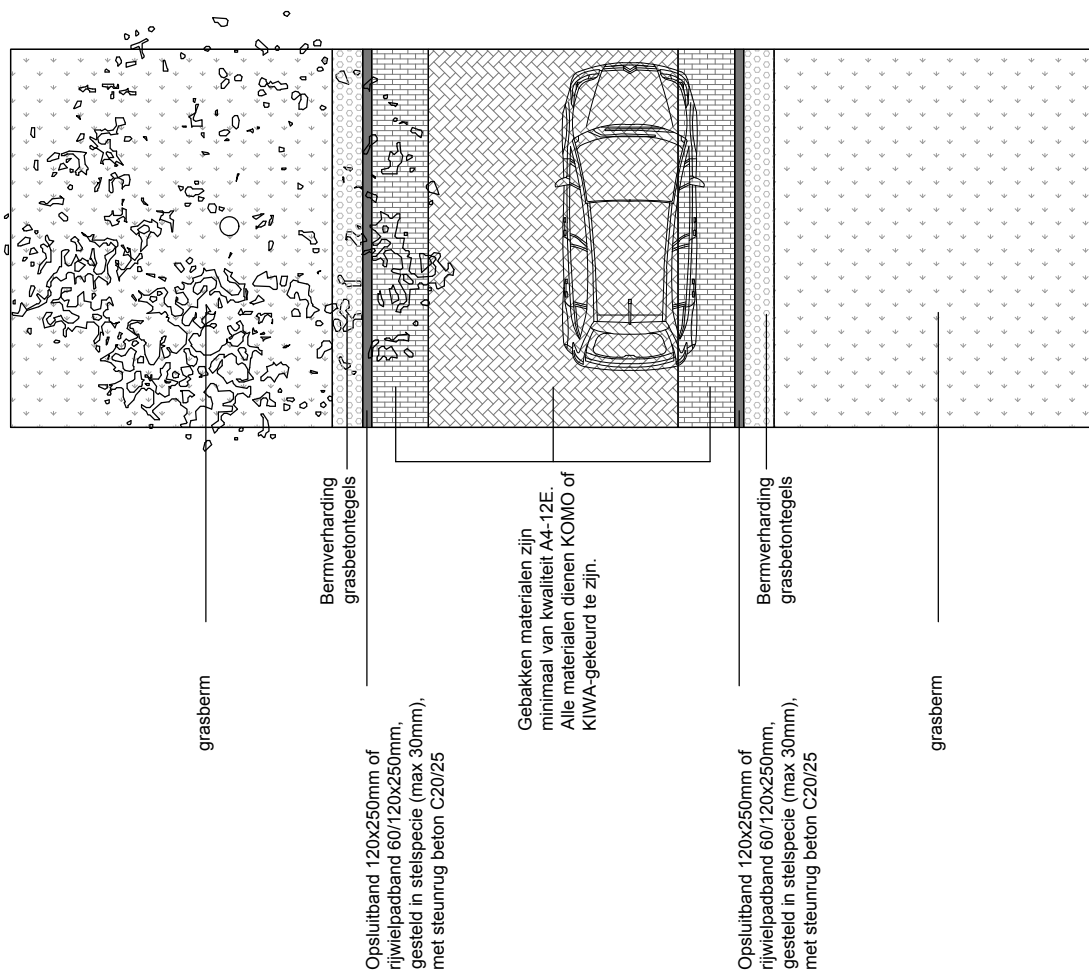 grasberm
Bermverharding
grasbetontegels
Opsluitband 120x250mm of
rijwielpadband 60/120x250mm,
gesteld in stelspecie (max 30mm),
met steunrug beton C20/25
Gebakken materialen zijn
minimaal van kwaliteit A4-12E.
Alle materialen dienen KOMO of
KIWA-gekeurd te zijn.
Bermverharding
grasbetontegels
Opsluitband 120x250mm of
rijwielpadband 60/120x250mm,
gesteld in stelspecie (max 30mm),
met steunrug beton C20/25
grasberm